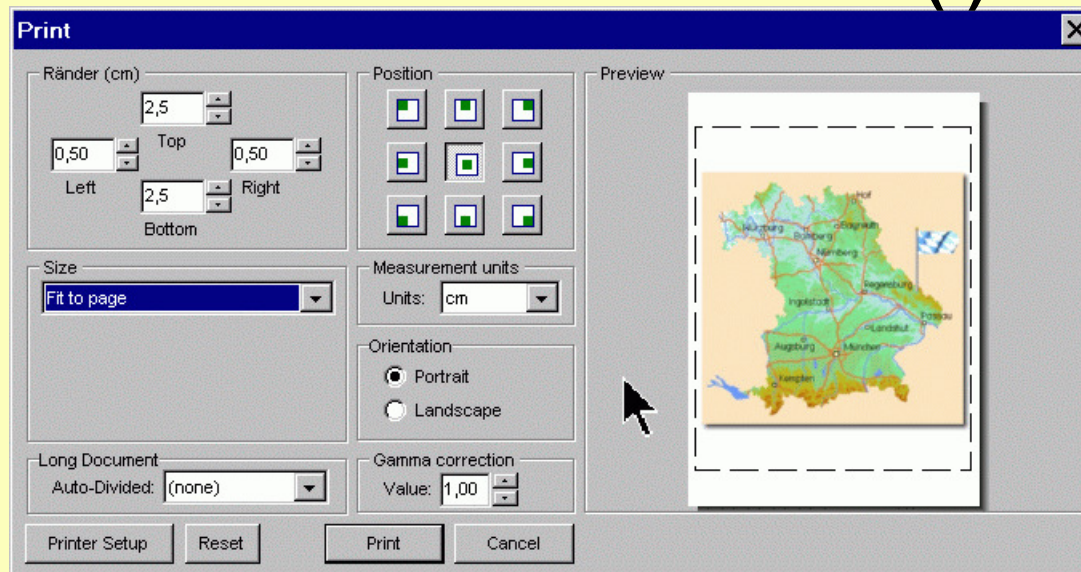 Print
Ränder (cm)
2,5
Top
0,50
0,50
Left
Right
2,5
Bottom
Position
Preview
Hof
Würzburg
Bamberg
Bayreuth
Nürnberg
Regensburg
Ingolstadt
Passau
Landshut
Augsburg
München
Kempten
Size
Fit to page
Measurement units
Units: cm
Orientation
Portrait
Landscape
Long Document
Auto-Divided: (none)
Gamma correction
Value: 1,00
Printer Setup
Reset
Print
Cancel